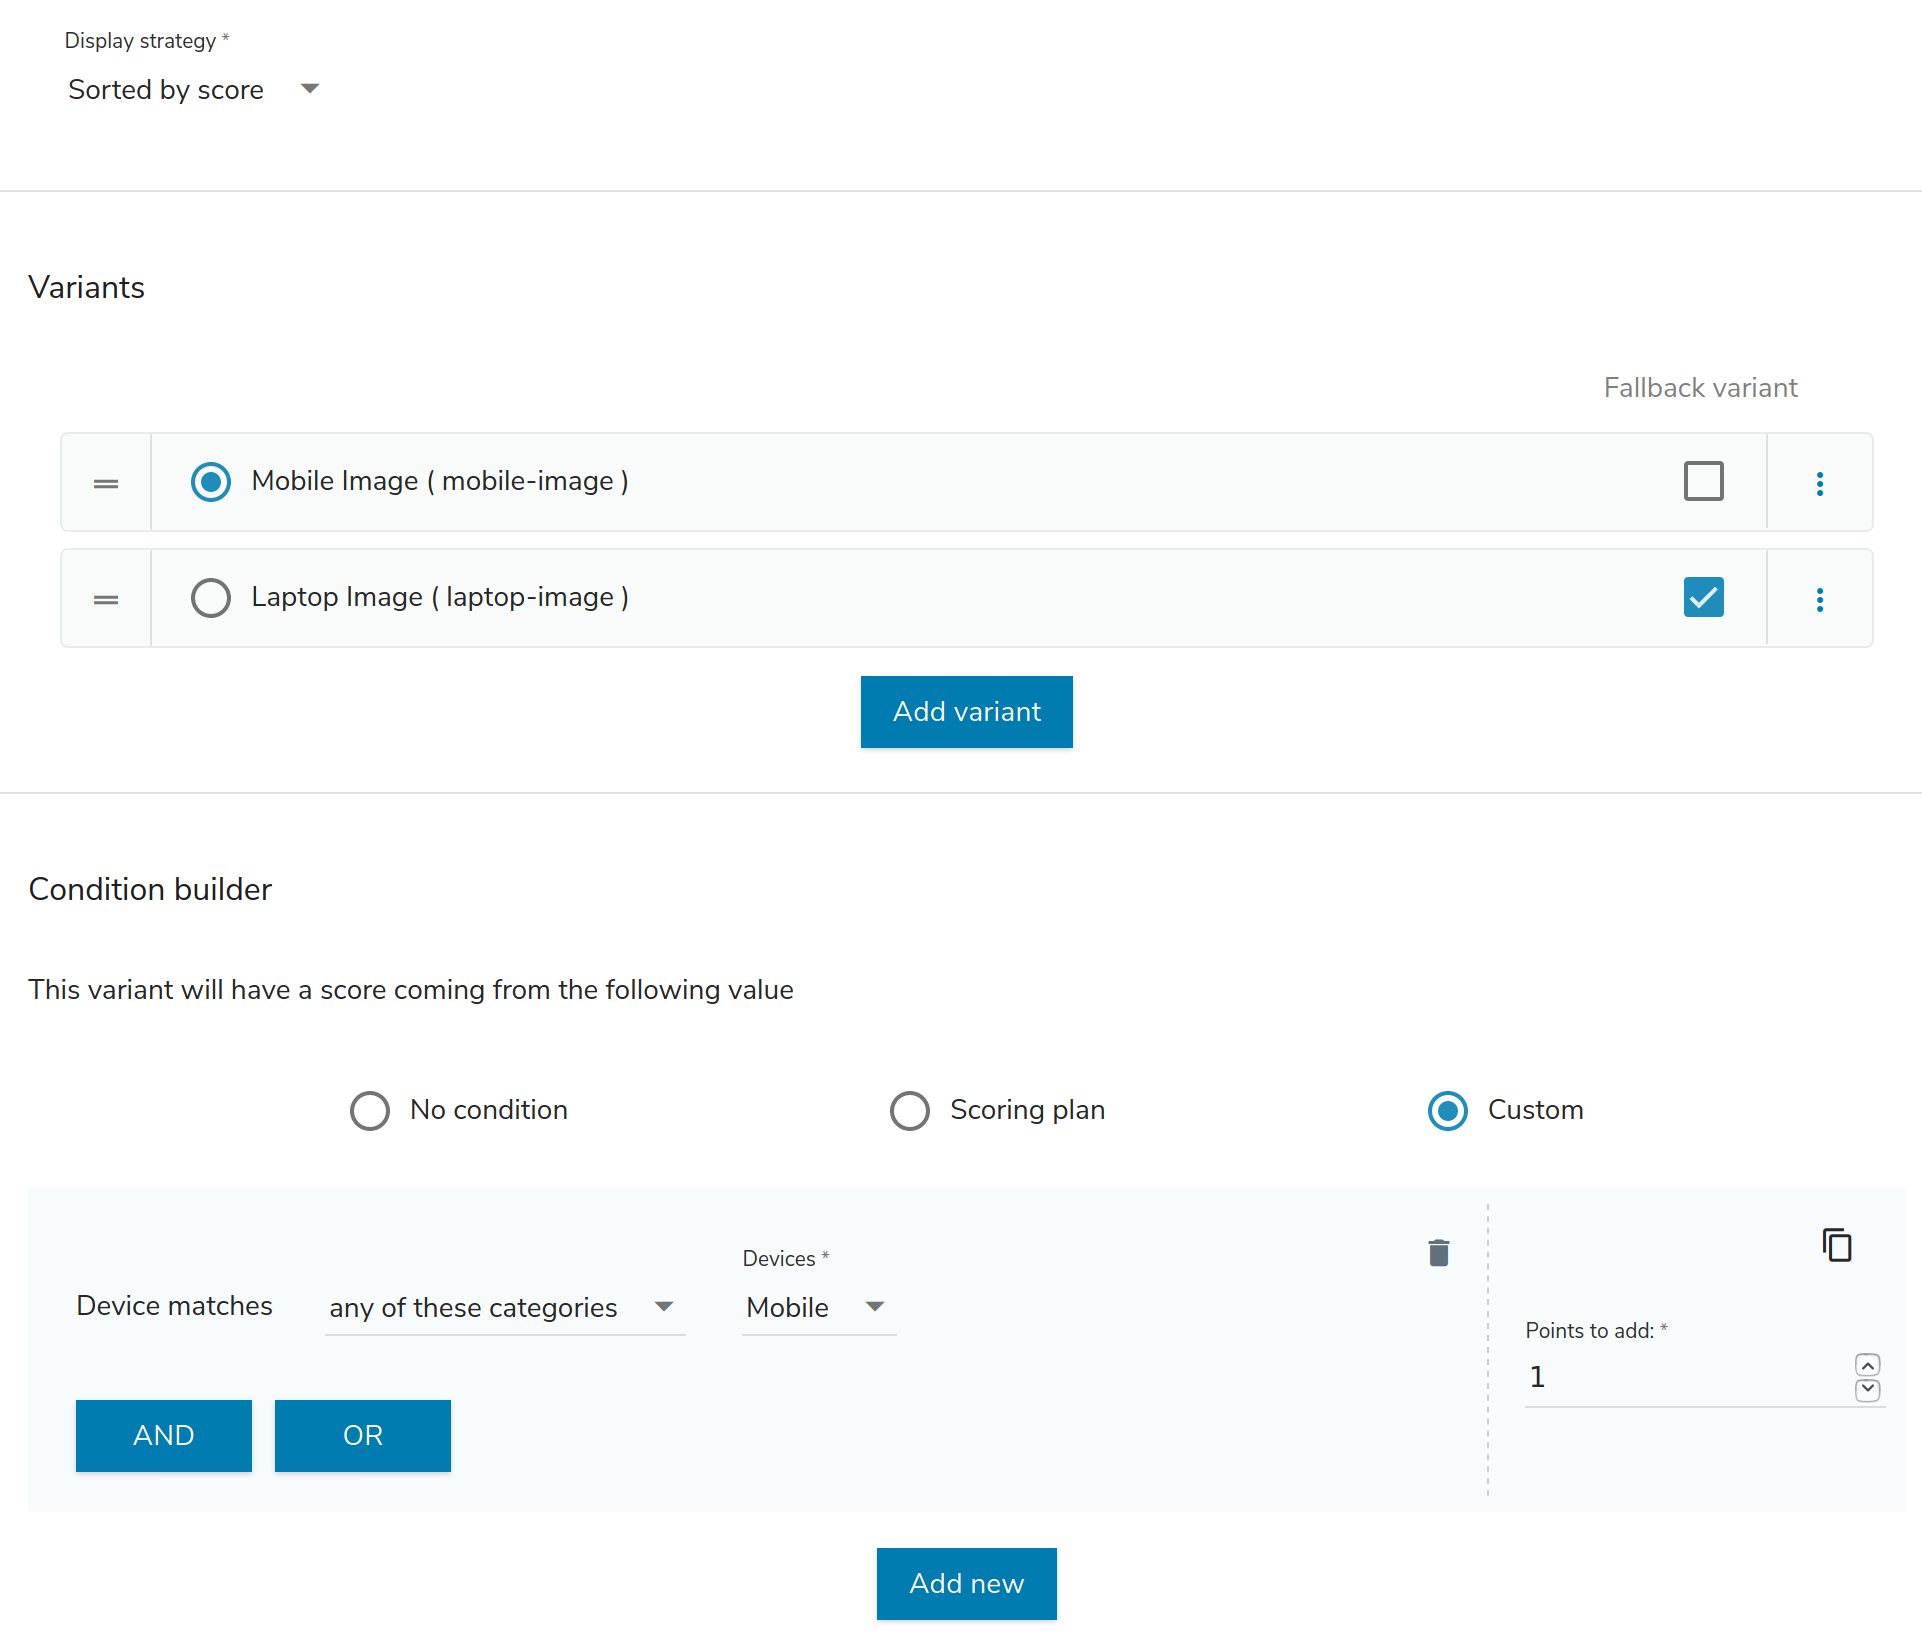 Display strategy *
Sorted by score
Variants
Fallback variant
Mobile Image ( mobile-image )
Laptop Image ( laptop-image )
Add variant
Condition builder
This variant will have a score coming from the following value
No condition
Scoring plan
Custom
Devices *
Device matches
any of these categories
Mobile
Points to add: *
1
AND
OR
Add new